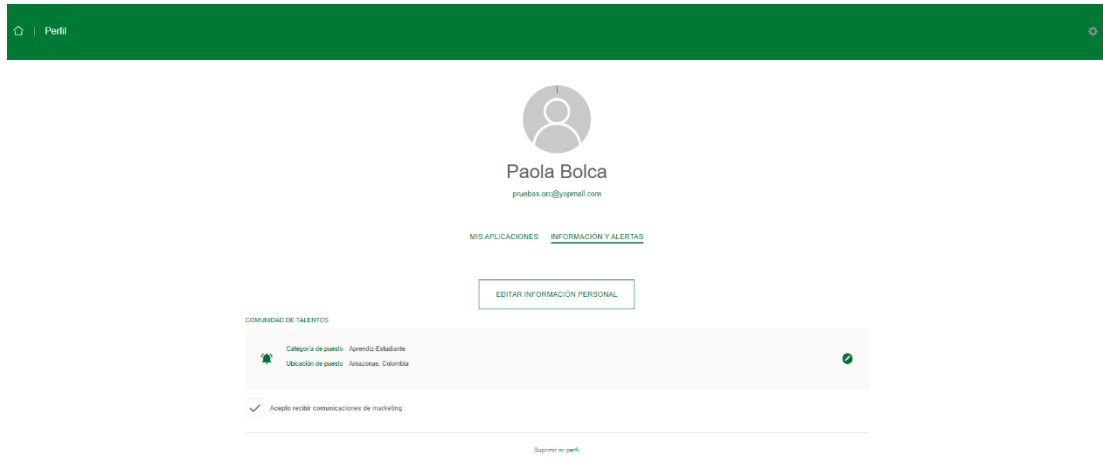 | Perfil
Paola Bolca
pruebas.orc@yopmail.com
MIS APLICACIONES INFORMACIÓN Y ALERTAS
EDITAR INFORMACIÓN PERSONAL
COMUNIDAD DE TALENTOS
Categoría de puesto Aprendiz-Estudiante
Ubicación de puesto Amazonas, Colombia
Acepto recibir comunicaciones de marketing
Suprimir mi perfil